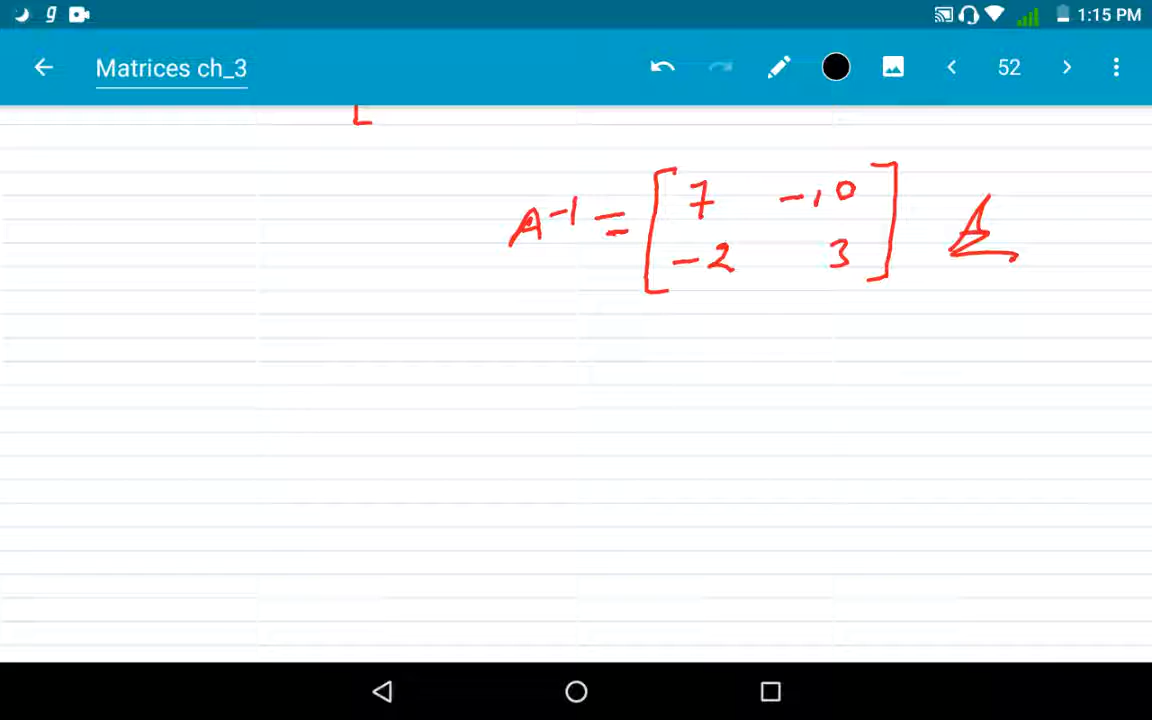 g 1:15 PM
Matrices ch_3 52
A⁻¹ = [ 7 -10
-2 3 ]